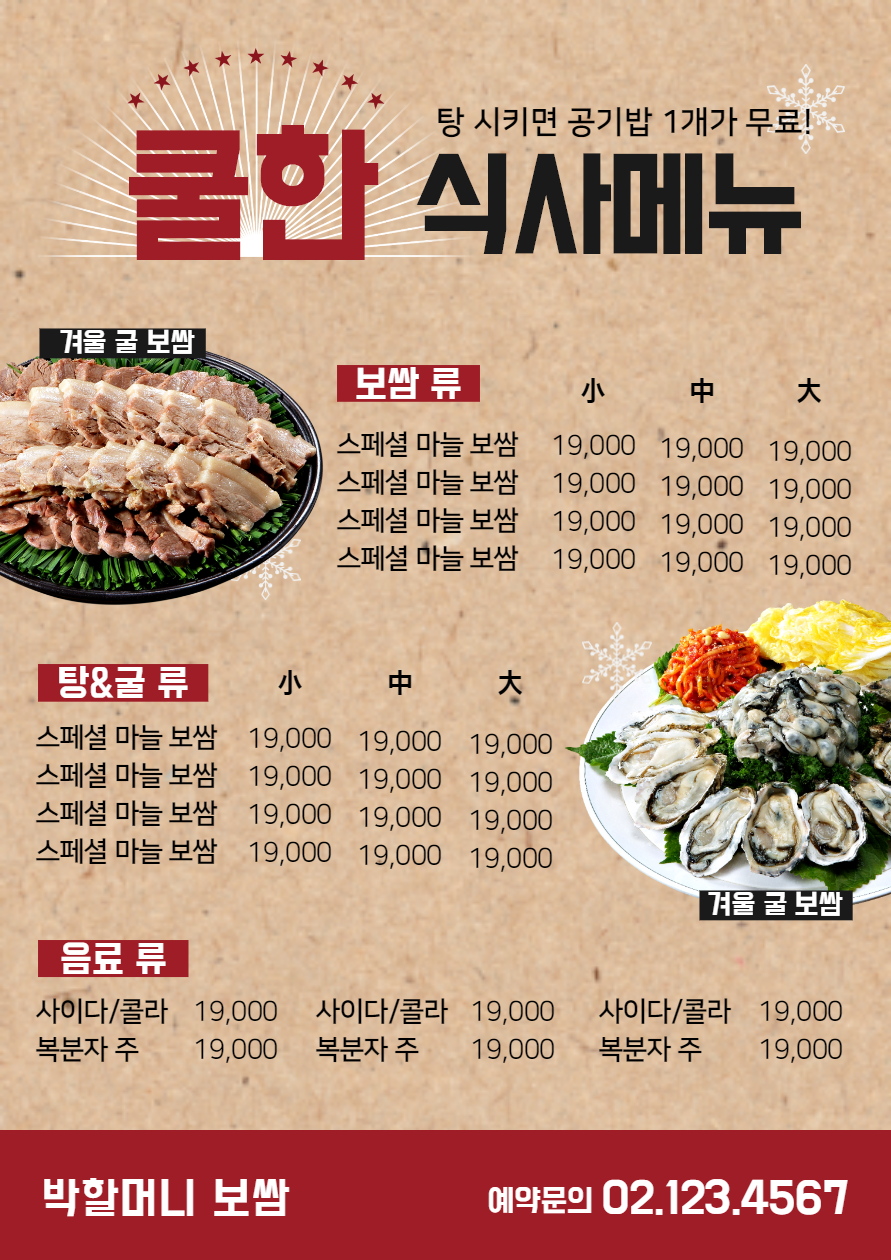 탕 시키면 공기밥 1개가 무료!
쿨한 식사메뉴
겨울 굴 보쌈
보쌈 류 小 中 大
스페셜 마늘 보쌈 19,000 19,000 19,000
스페셜 마늘 보쌈 19,000 19,000 19,000
스페셜 마늘 보쌈 19,000 19,000 19,000
스페셜 마늘 보쌈 19,000 19,000 19,000
탕&굴 류 小 中 大
스페셜 마늘 보쌈 19,000 19,000 19,000
스페셜 마늘 보쌈 19,000 19,000 19,000
스페셜 마늘 보쌈 19,000 19,000 19,000
스페셜 마늘 보쌈 19,000 19,000 19,000
겨울 굴 보쌈
음료 류
사이다/콜라 19,000 사이다/콜라 19,000 사이다/콜라 19,000
복분자 주 19,000 복분자 주 19,000 복분자 주 19,000
박할머니 보쌈 예약문의 02.123.4567